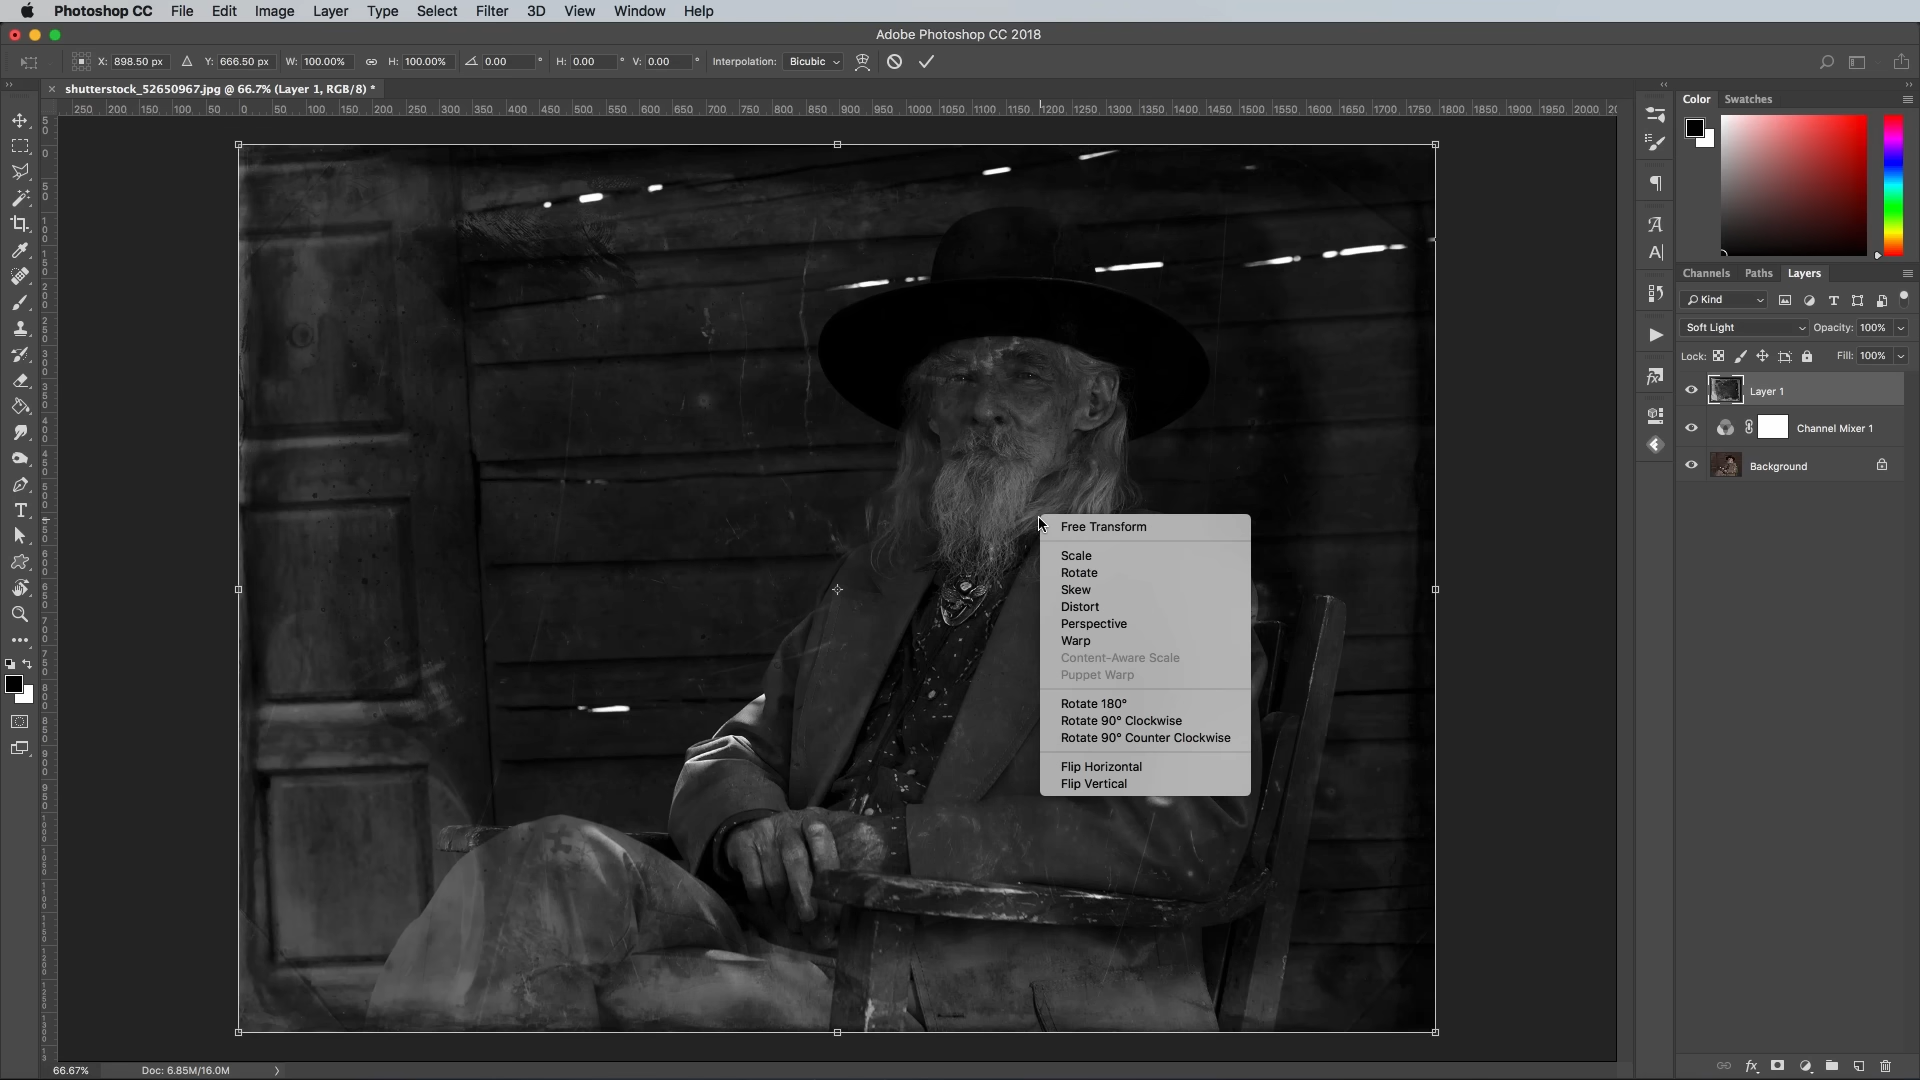 Photoshop CC File Edit Image Layer Type Select Filter 3D View Window Help
Adobe Photoshop CC 2018
X: 898.50 px Y: 666.50 px W: 100.00% H: 100.00% 0.00 ° H: 0.00 ° V: 0.00 ° Interpolation: Bicubic
shutterstock_52650967.jpg @ 66.7% (Layer 1, RGB/8) *
250 200 150 100 50 0 50 100 150 200 250 300 350 400 450 500 550 600 650 700 750 800 850 900 950 1000 1050 1100 1150 1200 1250 1300 1350 1400 1450 1500 1550 1600 1650 1700 1750 1800 1850 1900 1950 2000
Color Swatches
Channels Paths Layers
Kind
Soft Light Opacity: 100%
Lock: Fill: 100%
Layer 1
Channel Mixer 1
Background
Free Transform
Scale
Rotate
Skew
Distort
Perspective
Warp
Content-Aware Scale
Puppet Warp
Rotate 180°
Rotate 90° Clockwise
Rotate 90° Counter Clockwise
Flip Horizontal
Flip Vertical
66.67% Doc: 6.85M/16.0M